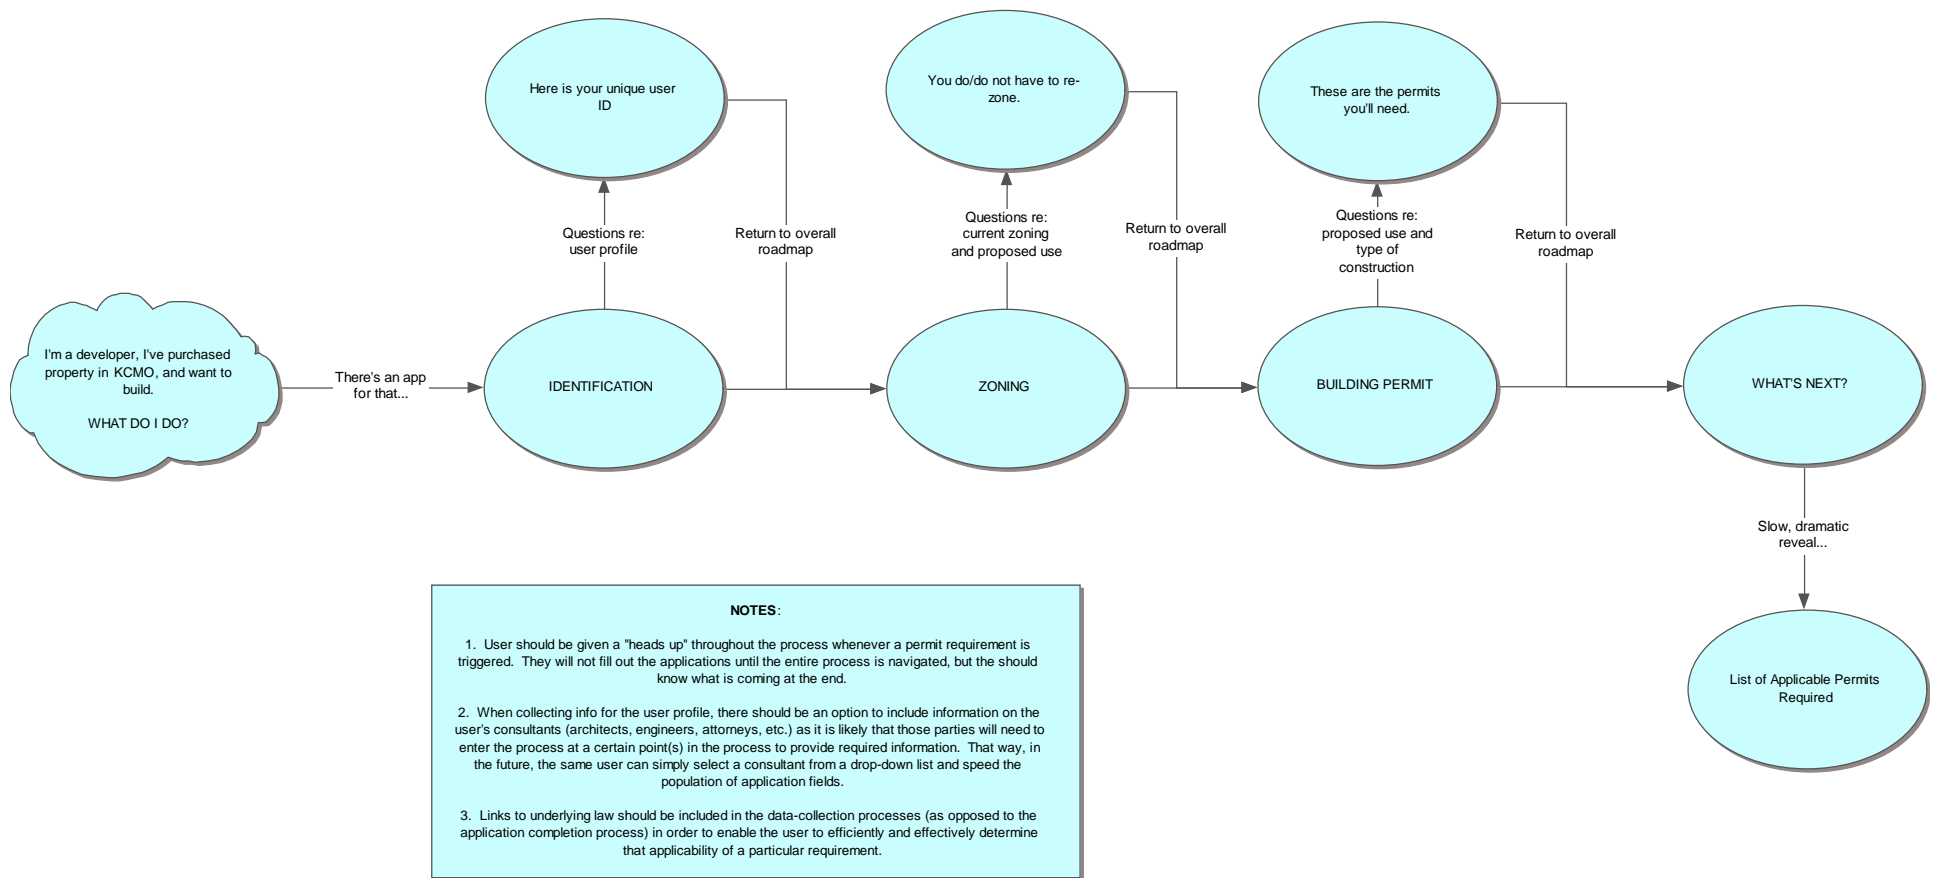 Here is your unique user
ID
You do/do not have to re-
zone.
These are the permits
you'll need.
Questions re:
user profile
Return to overall
roadmap
Questions re:
current zoning
and proposed use
Return to overall
roadmap
Questions re:
proposed use and
type of
construction
Return to overall
roadmap
I'm a developer, I've purchased
property in KCMO, and want to
build.
WHAT DO I DO?
There's an app
for that...
IDENTIFICATION
ZONING
BUILDING PERMIT
WHAT'S NEXT?
Slow, dramatic
reveal...
List of Applicable Permits
Required
NOTES:
1. User should be given a "heads up" throughout the process whenever a permit requirement is
triggered. They will not fill out the applications until the entire process is navigated, but the should
know what is coming at the end.
2. When collecting info for the user profile, there should be an option to include information on the
user's consultants (architects, engineers, attorneys, etc.) as it is likely that those parties will need to
enter the process at a certain point(s) in the process to provide required information. That way, in
the future, the same user can simply select a consultant from a drop-down list and speed the
population of application fields.
3. Links to underlying law should be included in the data-collection processes (as opposed to the
application completion process) in order to enable the user to efficiently and effectively determine
that applicability of a particular requirement.